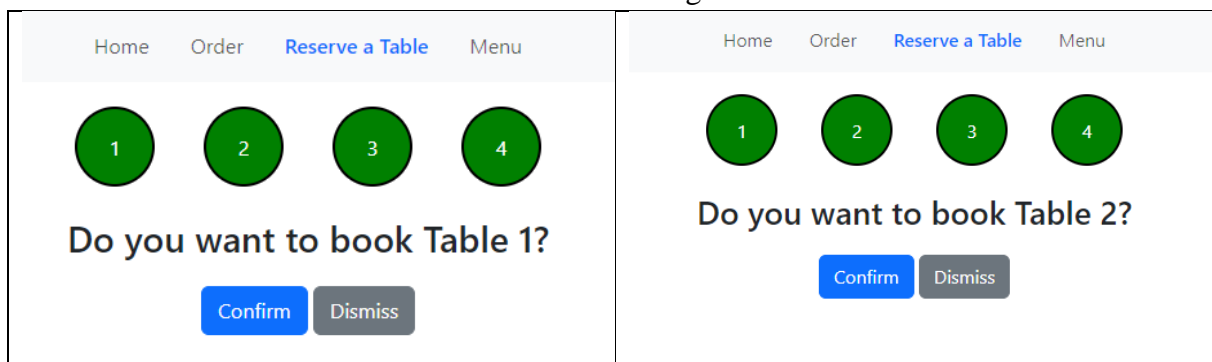 Home Order Reserve a Table Menu
1 2 3 4
Do you want to book Table 1?
Confirm Dismiss
Home Order Reserve a Table Menu
1 2 3 4
Do you want to book Table 2?
Confirm Dismiss